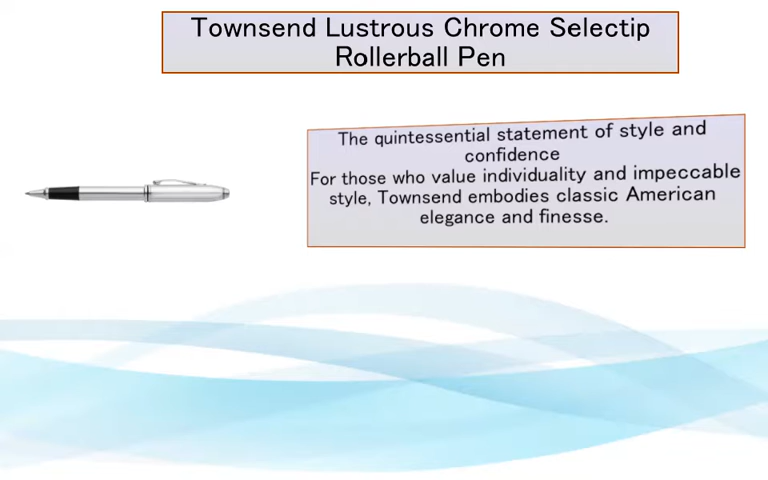 Townsend Lustrous Chrome Selectip
Rollerball Pen
The quintessential statement of style and
confidence
For those who value individuality and impeccable
style, Townsend embodies classic American
elegance and finesse.